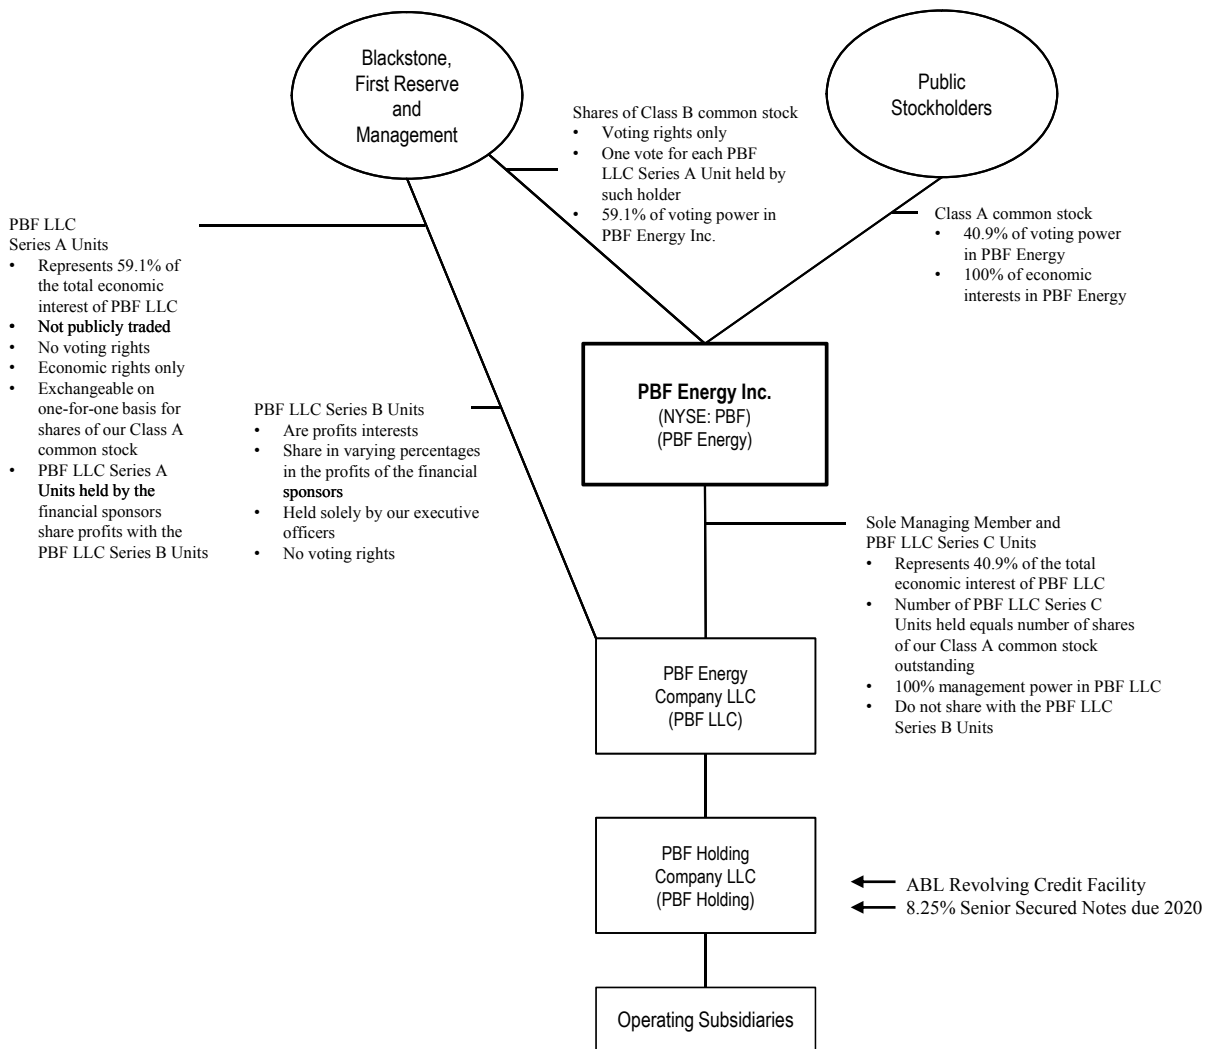 Blackstone,
First Reserve
and
Management
Public
Stockholders
Shares of Class B common stock
• Voting rights only
• One vote for each PBF
LLC Series A Unit held by
such holder
• 59.1% of voting power in
PBF Energy Inc.
Class A common stock
• 40.9% of voting power
in PBF Energy
• 100% of economic
interests in PBF Energy
PBF LLC
Series A Units
• Represents 59.1% of
the total economic
interest of PBF LLC
• Not publicly traded
• No voting rights
• Economic rights only
• Exchangeable on
one-for-one basis for
shares of our Class A
common stock
• PBF LLC Series A
Units held by the
financial sponsors
share profits with the
PBF LLC Series B Units
PBF LLC Series B Units
• Are profits interests
• Share in varying percentages
in the profits of the financial
sponsors
• Held solely by our executive
officers
• No voting rights
PBF Energy Inc.
(NYSE: PBF)
(PBF Energy)
Sole Managing Member and
PBF LLC Series C Units
• Represents 40.9% of the total
economic interest of PBF LLC
• Number of PBF LLC Series C
Units held equals number of shares
of our Class A common stock
outstanding
• 100% management power in PBF LLC
• Do not share with the PBF LLC
Series B Units
PBF Energy
Company LLC
(PBF LLC)
PBF Holding
Company LLC
(PBF Holding)
ABL Revolving Credit Facility
8.25% Senior Secured Notes due 2020
Operating Subsidiaries